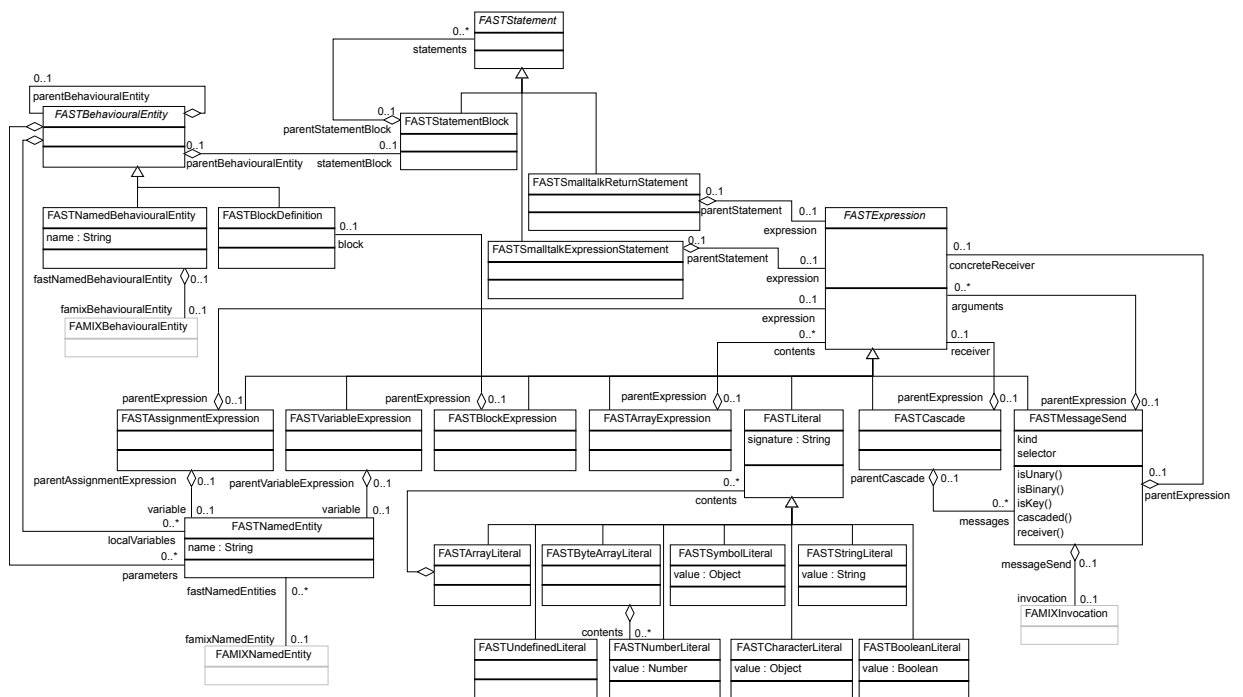 FASTStatement
0..*
statements
0..1
parentBehaviouralEntity
FASTBehaviouralEntity
0..1
parentStatementBlock
FASTStatementBlock
0..1
parentBehaviouralEntity
0..1
statementBlock
FASTSmalltalkReturnStatement
0..1
parentStatement
0..1
expression
FASTExpression
FASTNamedBehaviouralEntity
name : String
FASTBlockDefinition
0..1
block
FASTSmalltalkExpressionStatement
0..1
parentStatement
0..1
expression
0..1
concreteReceiver
fastNamedBehaviouralEntity
0..1
famixBehaviouralEntity
0..1
FAMIXBehaviouralEntity
0..1
expression
0..*
arguments
0..*
contents
0..1
receiver
parentExpression
0..1
parentExpression
0..1
parentExpression
0..1
parentExpression
0..1
parentExpression
0..1
FASTAssignmentExpression
FASTVariableExpression
FASTBlockExpression
FASTArrayExpression
FASTLiteral
signature : String
FASTCascade
FASTMessageSend
kind
selector
isUnary()
isBinary()
isKey()
cascaded()
receiver()
0..1
parentExpression
parentAssignmentExpression
0..1
parentVariableExpression
0..1
0..*
contents
parentCascade
0..1
0..*
messages
variable
0..1
variable
0..1
0..*
localVariables
0..*
parameters
FASTNamedEntity
name : String
FASTArrayLiteral
FASTByteArrayLiteral
FASTSymbolLiteral
value : Object
FASTStringLiteral
value : String
messageSend
0..1
fastNamedEntities
0..*
invocation
0..1
FAMIXInvocation
contents
0..*
famixNamedEntity
0..1
FAMIXNamedEntity
FASTUndefinedLiteral
FASTNumberLiteral
value : Number
FASTCharacterLiteral
value : Object
FASTBooleanLiteral
value : Boolean